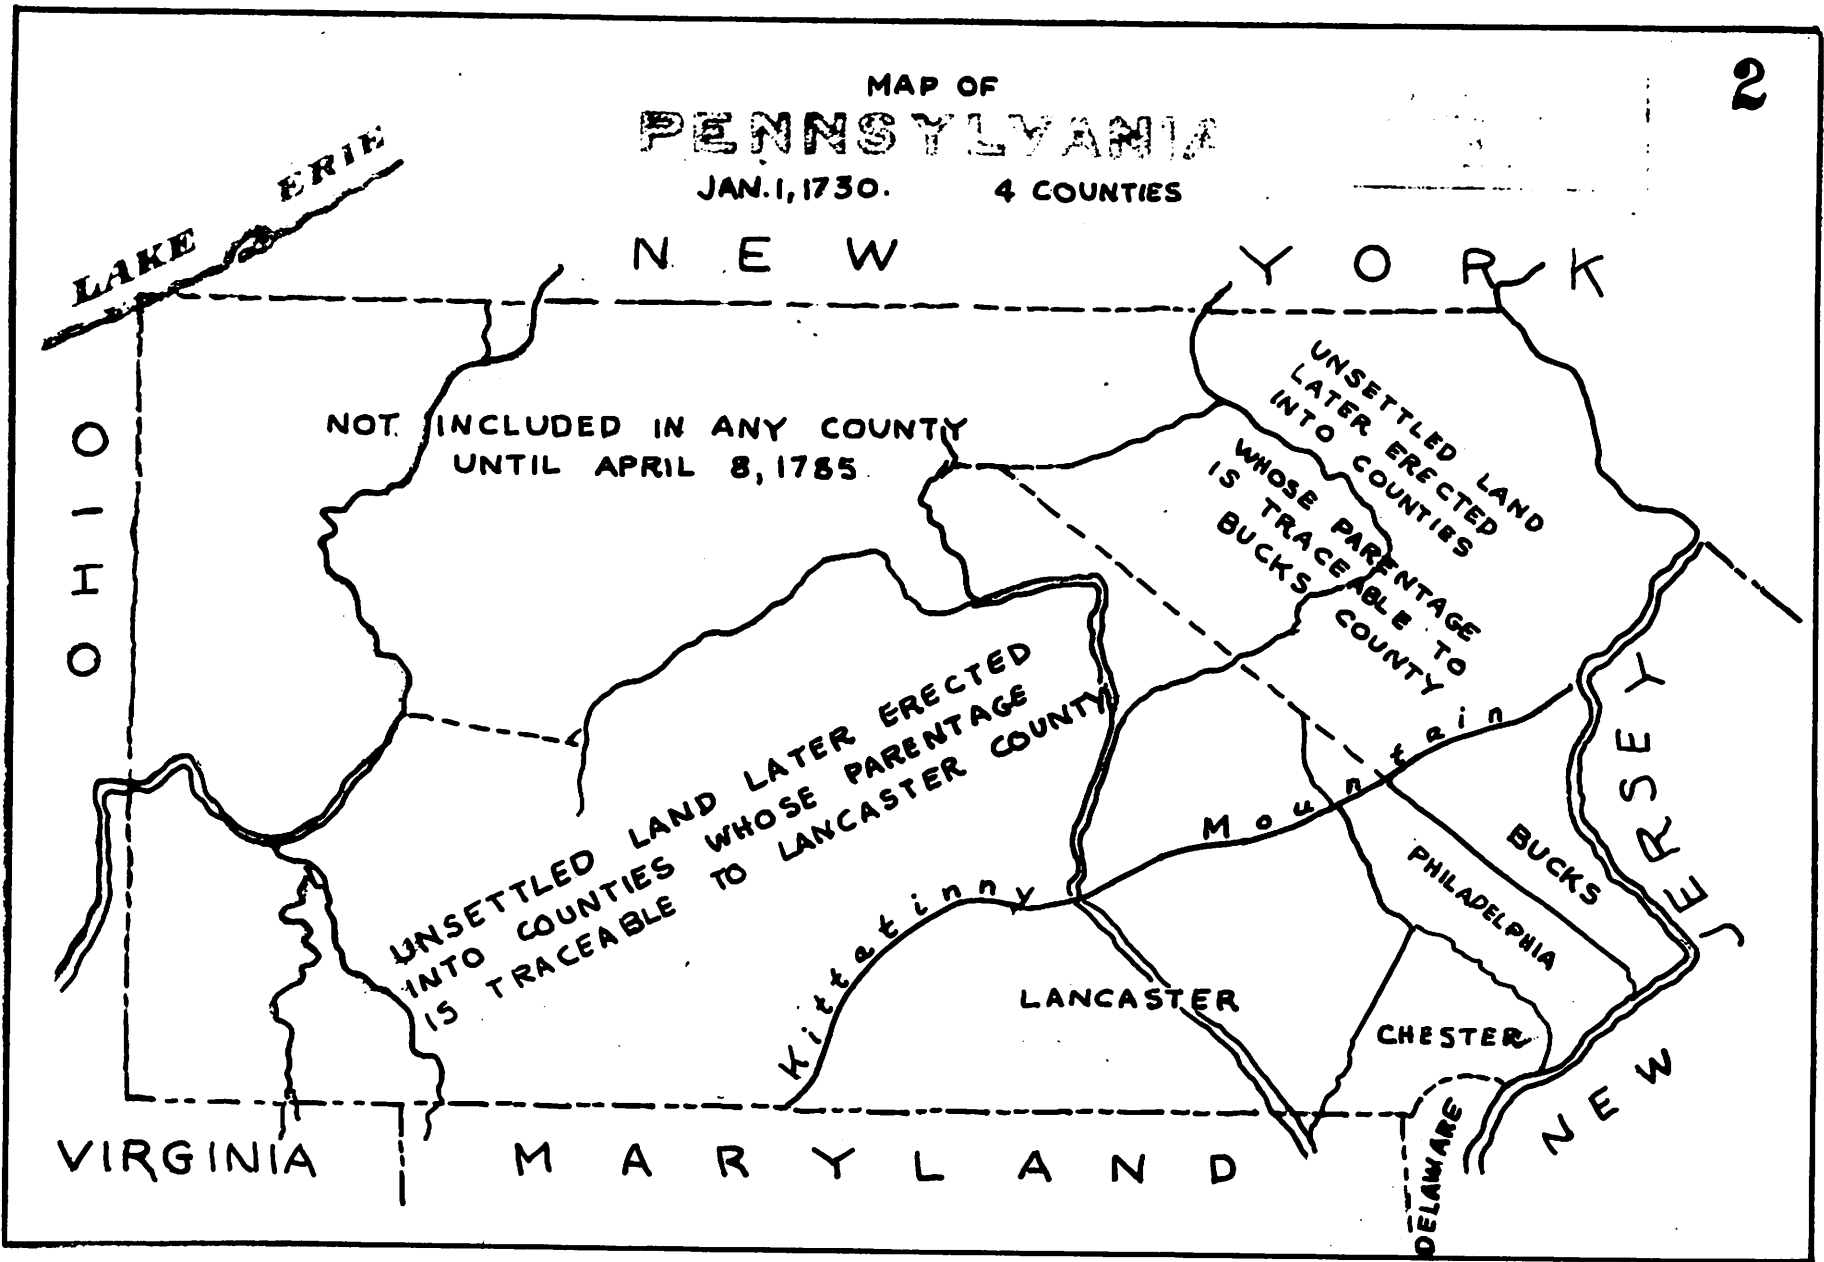 2
MAP OF
PENNSYLVANIA
JAN. 1, 1730. 4 COUNTIES
LAKE ERIE
NEW YORK
OHIO
NOT INCLUDED IN ANY COUNTY
UNTIL APRIL 8, 1785
UNSETTLED LAND
LATER ERECTED
INTO COUNTIES
WHOSE PARENTAGE
IS TRACEABLE TO
BUCKS COUNTY
UNSETTLED LAND LATER ERECTED
INTO COUNTIES WHOSE PARENTAGE
IS TRACEABLE TO LANCASTER COUNTY
Kittatinny Mountain
BUCKS
PHILADELPHIA
LANCASTER
CHESTER
NEW JERSEY
VIRGINIA
MARYLAND
DELAWARE